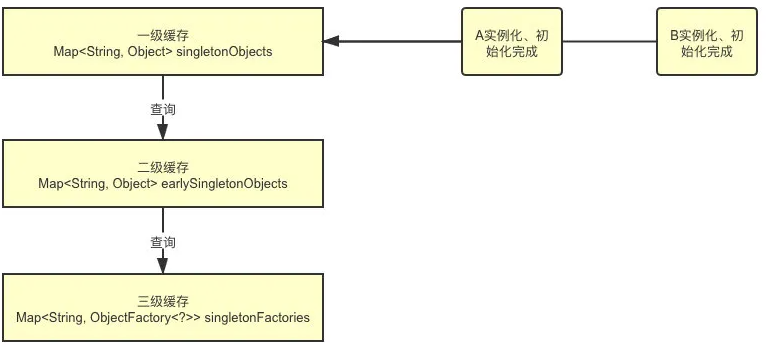 一级缓存
Map<String, Object> singletonObjects
A实例化、初
始化完成
B实例化、初
始化完成
查询
二级缓存
Map<String, Object> earlySingletonObjects
查询
三级缓存
Map<String, ObjectFactory<?>> singletonFactories